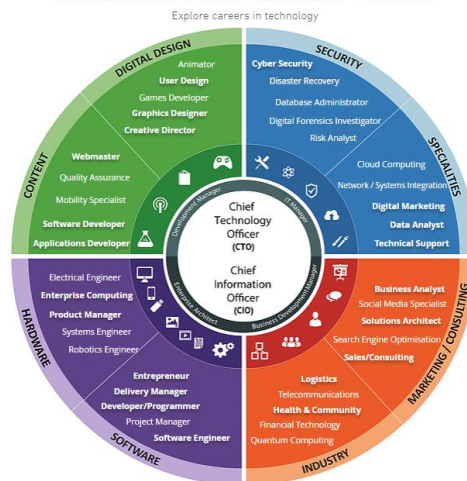 Explore careers in technology
DIGITAL DESIGN
Animator
User Design
Games Developer
Graphics Designer
Creative Director
CONTENT
Webmaster
Quality Assurance
Mobility Specialist
Software Developer
Applications Developer
SECURITY
Cyber Security
Disaster Recovery
Database Administrator
Digital Forensics Investigator
Risk Analyst
SPECIALITIES
Cloud Computing
Network / Systems Integration
Digital Marketing
Data Analyst
Technical Support
Development Manager
IT Manager
Chief
Technology
Officer
(CTO)
Chief
Information
Officer
(CIO)
Enterprise Architect
Business Development Manager
HARDWARE
Electrical Engineer
Enterprise Computing
Product Manager
Systems Engineer
Robotics Engineer
SOFTWARE
Entrepreneur
Delivery Manager
Developer/Programmer
Project Manager
Software Engineer
MARKETING / CONSULTING
Business Analyst
Social Media Specialist
Solutions Architect
Search Engine Optimisation
Sales/Consulting
INDUSTRY
Logistics
Telecommunications
Health & Community
Financial Technology
Quantum Computing